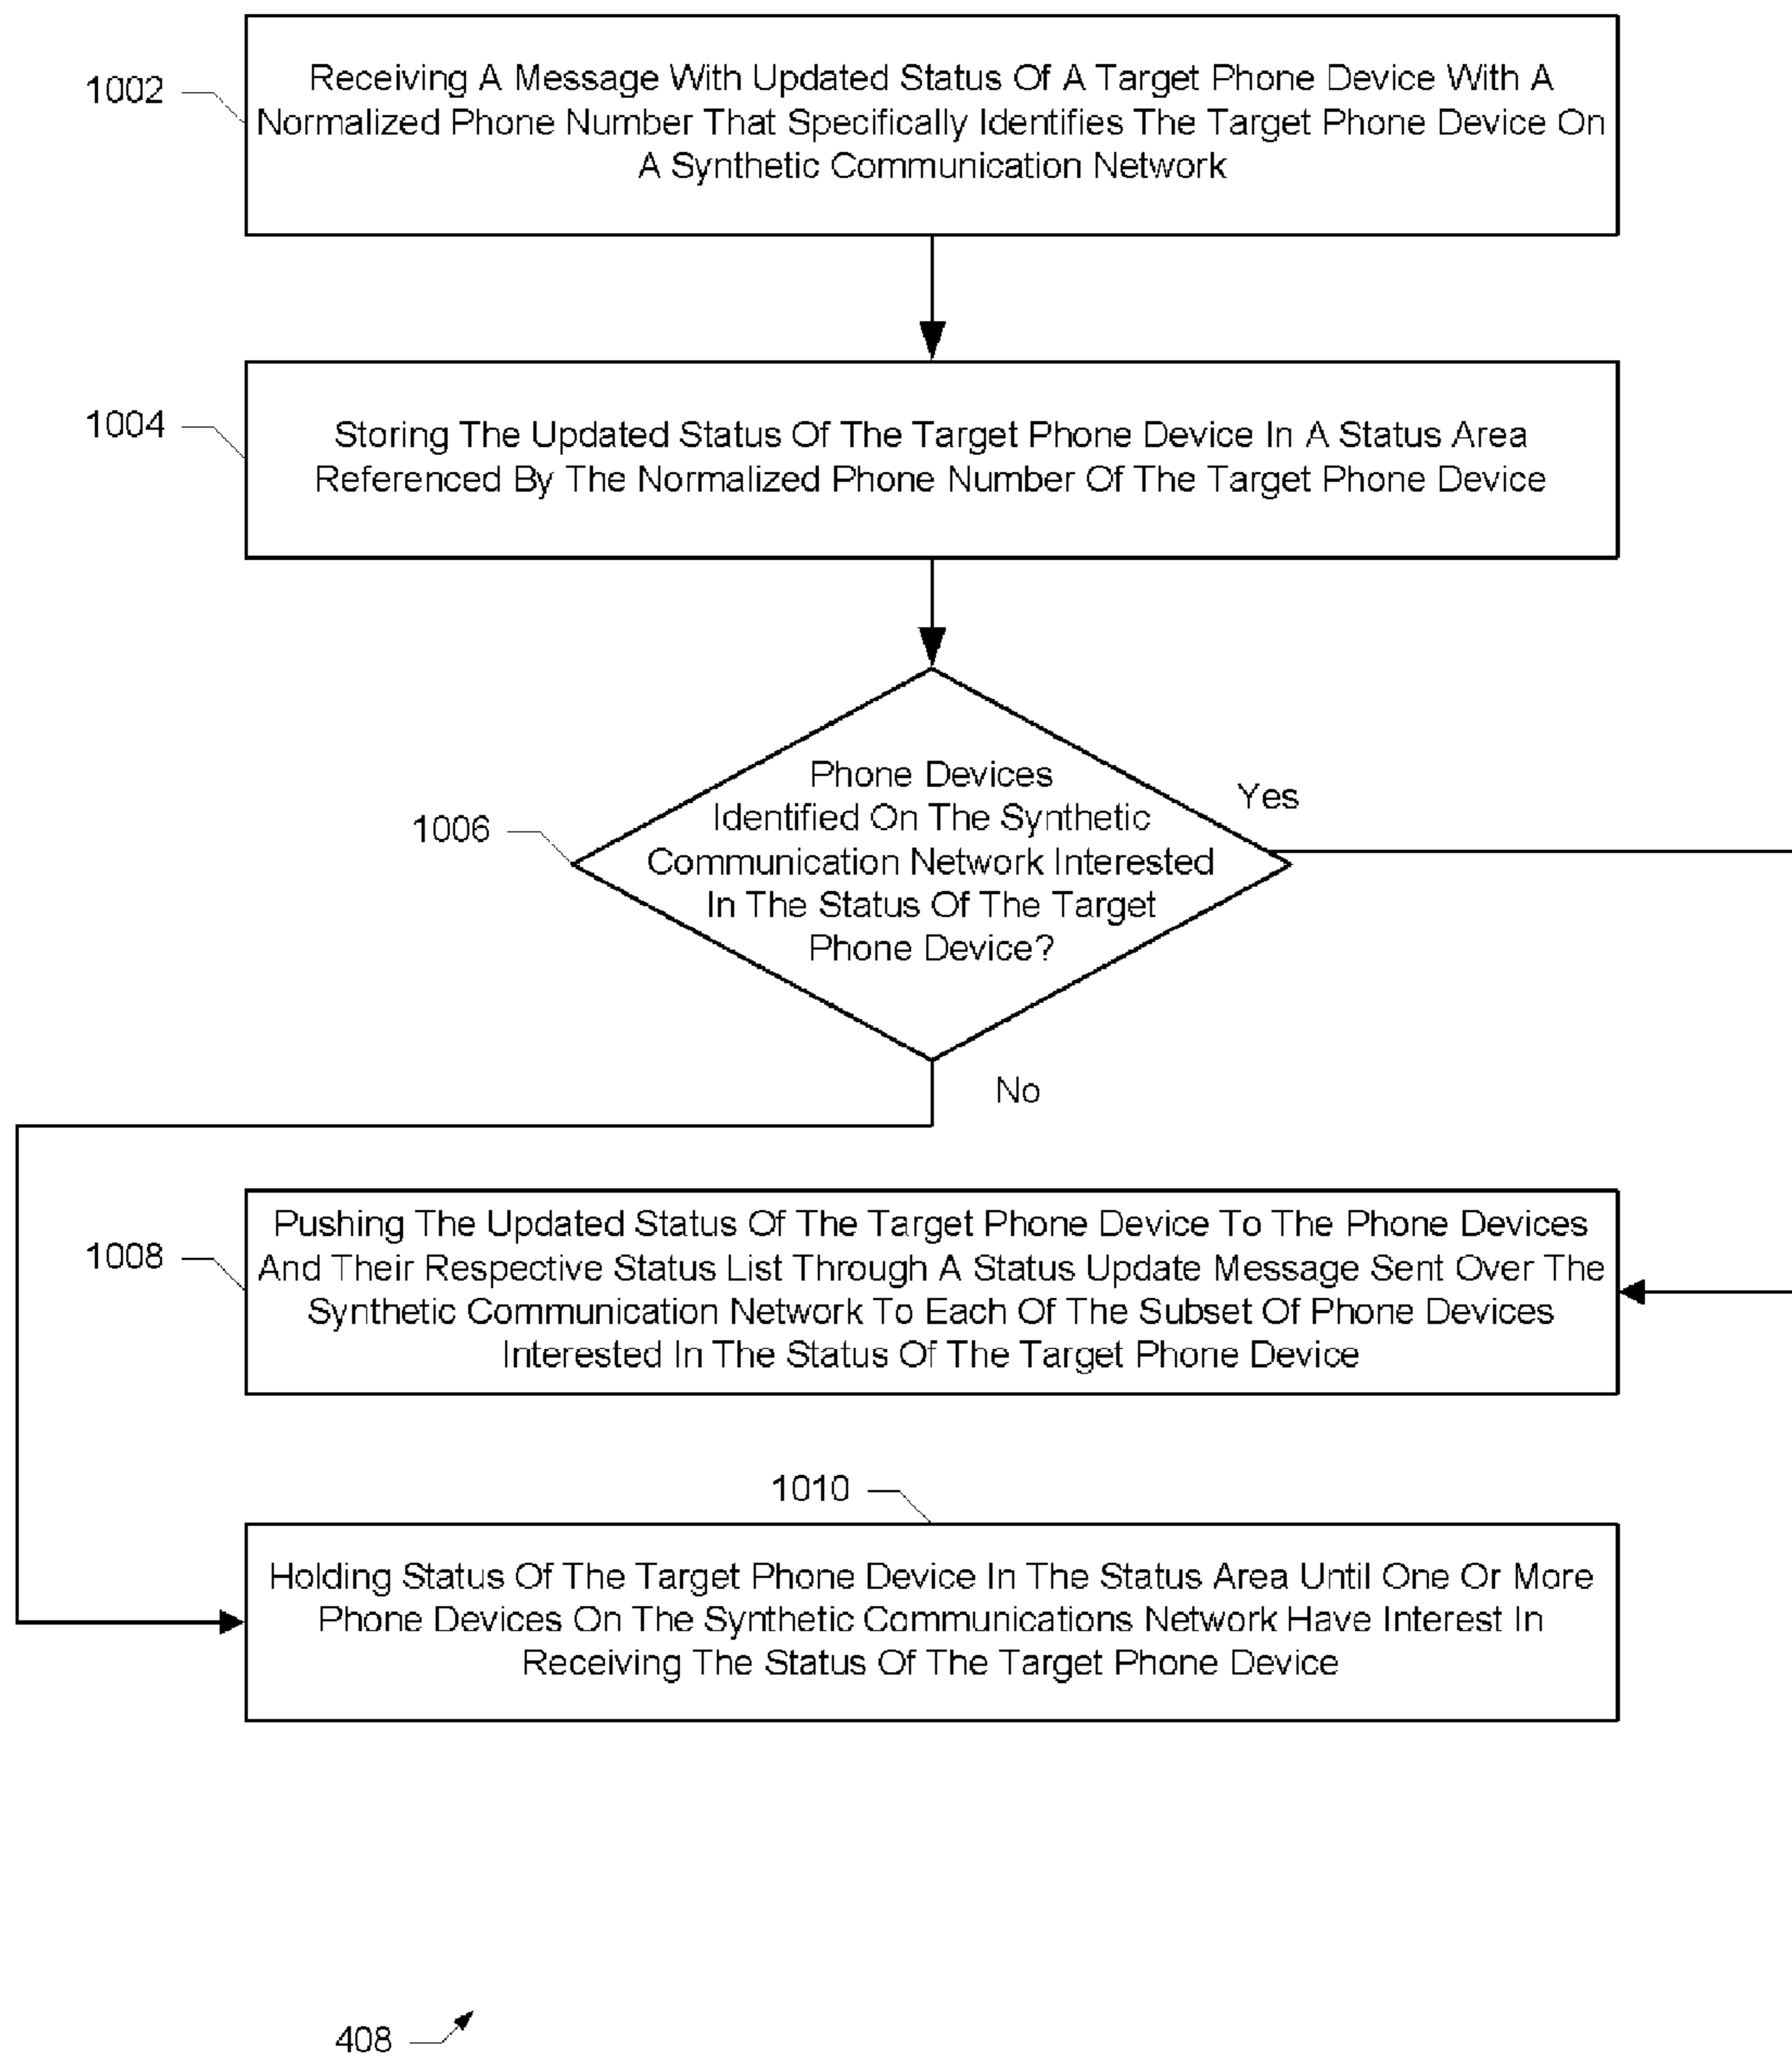 1002
Receiving A Message With Updated Status Of A Target Phone Device With A
Normalized Phone Number That Specifically Identifies The Target Phone Device On
A Synthetic Communication Network
1004
Storing The Updated Status Of The Target Phone Device In A Status Area
Referenced By The Normalized Phone Number Of The Target Phone Device
1006
Phone Devices
Identified On The Synthetic
Communication Network Interested
In The Status Of The Target
Phone Device?
Yes
No
1008
Pushing The Updated Status Of The Target Phone Device To The Phone Devices
And Their Respective Status List Through A Status Update Message Sent Over The
Synthetic Communication Network To Each Of The Subset Of Phone Devices
Interested In The Status Of The Target Phone Device
1010
Holding Status Of The Target Phone Device In The Status Area Until One Or More
Phone Devices On The Synthetic Communications Network Have Interest In
Receiving The Status Of The Target Phone Device
408